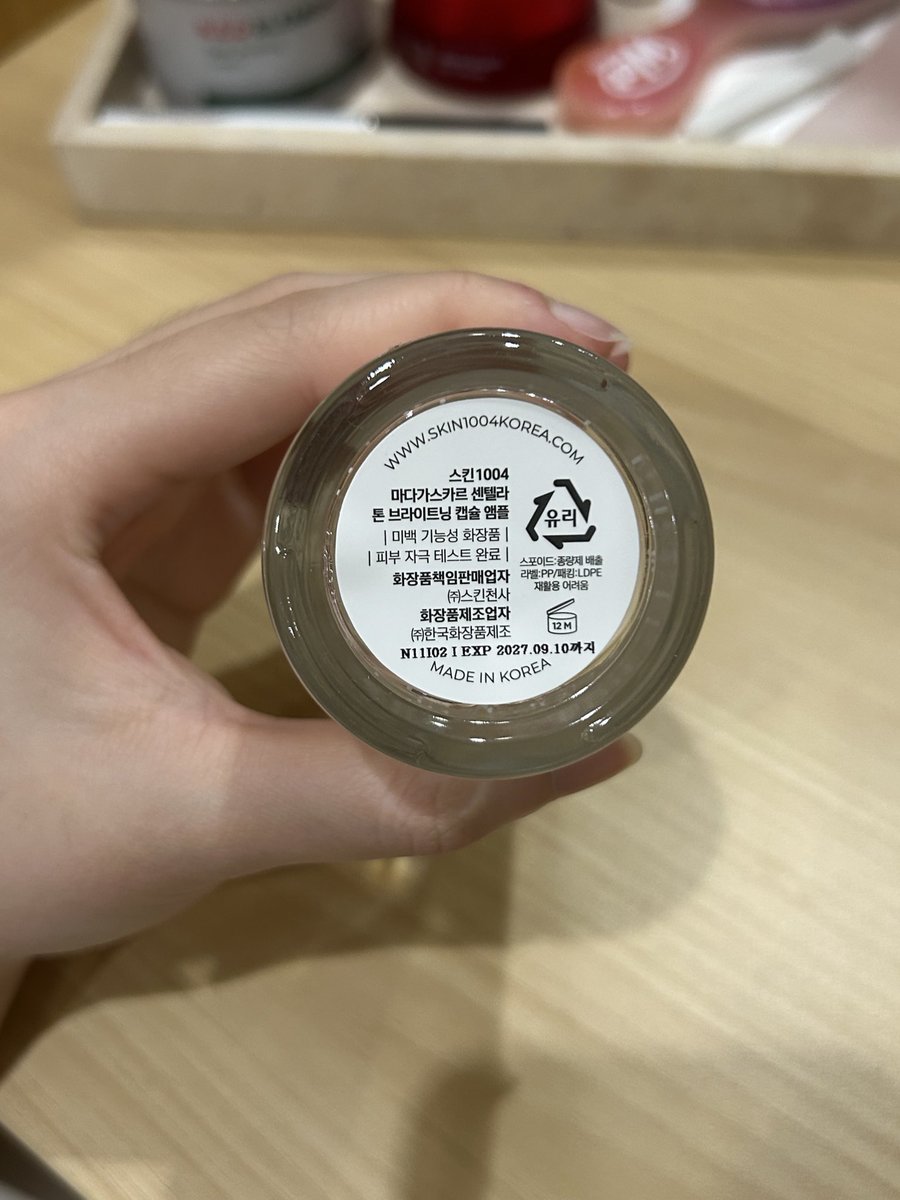 WWW.SKIN1004KOREA.COM
스킨1004
마다가스카르 센텔라
톤 브라이트닝 캡슐 앰플
| 미백 기능성 화장품 |
| 피부 자극 테스트 완료 |
화장품책임판매업자
㈜스킨천사
화장품제조업자
㈜한국화장품제조
유리
스포이드:종량제 배출
라벨:PP/패킹:LDPE
재활용 어려움
12M
N11I02 I EXP 2027.09.10까지
MADE IN KOREA